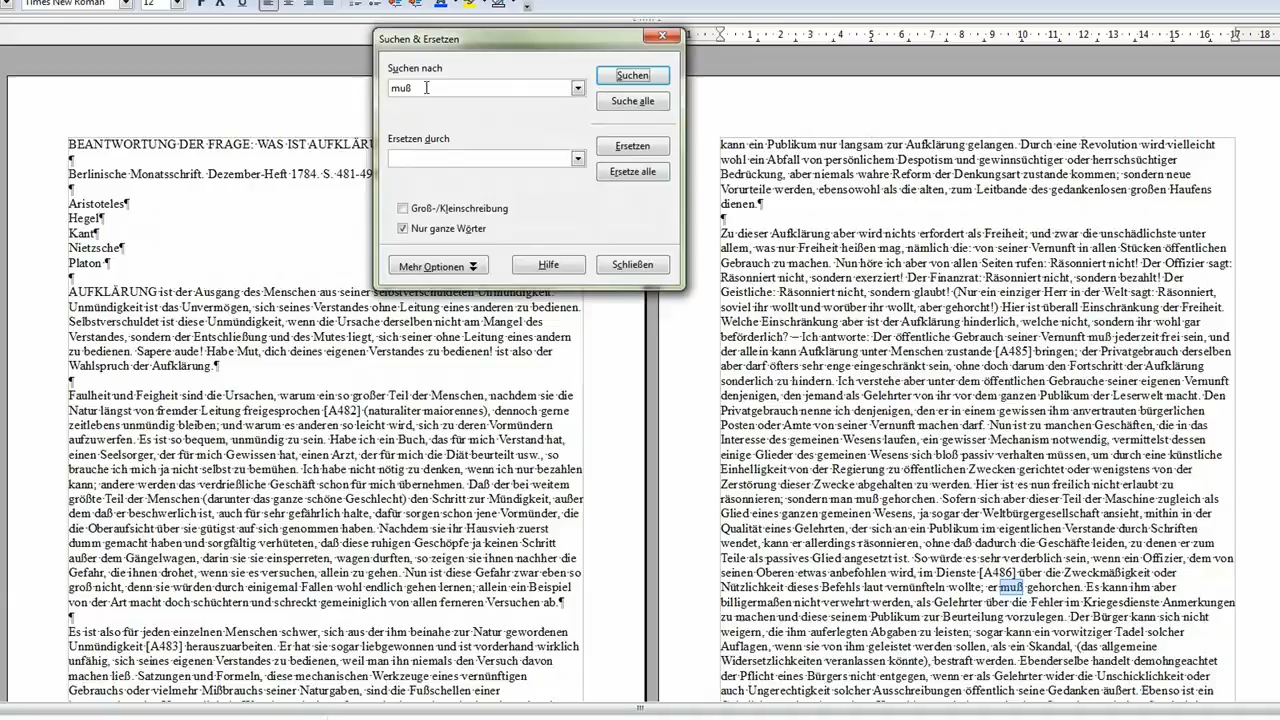 Times New Roman 12
1 1 2 3 4 5 6 7 8 9 10 11 12 13 14 15 16 17 18
Suchen & Ersetzen
Suchen nach
muß
Suchen
Suche alle
Ersetzen durch
Ersetzen
Ersetze alle
Groß-/Kleinschreibung
Nur ganze Wörter
Mehr Optionen
Hilfe
Schließen
BEANTWORTUNG·DER·FRAGE:·WAS·IST·AUFKLÄRU
¶
Berlinische·Monatsschrift.·Dezember-Heft·1784.·S.·481-49
¶
Aristoteles¶
Hegel¶
Kant¶
Nietzsche¶
Platon·¶
AUFKLÄRUNG·ist·der·Ausgang·des·Menschen·aus·seiner·selbstverschuldeten·Unmündigkeit.
Unmündigkeit·ist·das·Unvermögen,·sich·seines·Verstandes·ohne·Leitung·eines·anderen·zu·bedienen.
Selbstverschuldet·ist·diese·Unmündigkeit,·wenn·die·Ursache·derselben·nicht·am·Mangel·des
Verstandes,·sondern·der·Entschließung·und·des·Mutes·liegt,·sich·seiner·ohne·Leitung·eines·andern
zu·bedienen.·Sapere·aude!·Habe·Mut,·dich·deines·eigenen·Verstandes·zu·bedienen!·ist·also·der
Wahlspruch·der·Aufklärung.¶
¶
Faulheit·und·Feigheit·sind·die·Ursachen,·warum·ein·so·großer·Teil·der·Menschen,·nachdem·sie·die
Natur·längst·von·fremder·Leitung·freigesprochen·[A482]·(naturaliter·maiorennes),·dennoch·gerne
zeitlebens·unmündig·bleiben;·und·warum·es·anderen·so·leicht·wird,·sich·zu·deren·Vormündern
aufzuwerfen.·Es·ist·so·bequem,·unmündig·zu·sein.·Habe·ich·ein·Buch,·das·für·mich·Verstand·hat,
einen·Seelsorger,·der·für·mich·Gewissen·hat,·einen·Arzt,·der·für·mich·die·Diät·beurteilt·usw.,·so
brauche·ich·mich·ja·nicht·selbst·zu·bemühen.·Ich·habe·nicht·nötig·zu·denken,·wenn·ich·nur·bezahlen
kann;·andere·werden·das·verdrießliche·Geschäft·schon·für·mich·übernehmen.·Daß·der·bei·weitem
größte·Teil·der·Menschen·(darunter·das·ganze·schöne·Geschlecht)·den·Schritt·zur·Mündigkeit,·außer
dem·daß·er·beschwerlich·ist,·auch·für·sehr·gefährlich·halte,·dafür·sorgen·schon·jene·Vormünder,·die
die·Oberaufsicht·über·sie·gütigst·auf·sich·genommen·haben.·Nachdem·sie·ihr·Hausvieh·zuerst
dumm·gemacht·haben·und·sorgfältig·verhüteten,·daß·diese·ruhigen·Geschöpfe·ja·keinen·Schritt
außer·dem·Gängelwagen,·darin·sie·sie·einsperreten,·wagen·durften,·so·zeigen·sie·ihnen·nachher·die
Gefahr,·die·ihnen·drohet,·wenn·sie·es·versuchen,·allein·zu·gehen.·Nun·ist·diese·Gefahr·zwar·eben·so
groß·nicht,·denn·sie·würden·durch·einigemal·Fallen·wohl·endlich·gehen·lernen;·allein·ein·Beispiel
von·der·Art·macht·doch·schüchtern·und·schreckt·gemeiniglich·von·allen·ferneren·Versuchen·ab.¶
¶
Es·ist·also·für·jeden·einzelnen·Menschen·schwer,·sich·aus·der·ihm·beinahe·zur·Natur·gewordenen
Unmündigkeit·[A483]·herauszuarbeiten.·Er·hat·sie·sogar·liebgewonnen·und·ist·vorderhand·wirklich
unfähig,·sich·seines·eigenen·Verstandes·zu·bedienen,·weil·man·ihn·niemals·den·Versuch·davon
machen·ließ.·Satzungen·und·Formeln,·diese·mechanischen·Werkzeuge·eines·vernünftigen
Gebrauchs·oder·vielmehr·Mißbrauchs·seiner·Naturgaben,·sind·die·Fußschellen·einer
kann·ein·Publikum·nur·langsam·zur·Aufklärung·gelangen.·Durch·eine·Revolution·wird·vielleicht
wohl·ein·Abfall·von·persönlichem·Despotism·und·gewinnsüchtiger·oder·herrschsüchtiger
Bedrückung,·aber·niemals·wahre·Reform·der·Denkungsart·zustande·kommen;·sondern·neue
Vorurteile·werden,·ebensowohl·als·die·alten,·zum·Leitbande·des·gedankenlosen·großen·Haufens
dienen.¶
¶
Zu·dieser·Aufklärung·aber·wird·nichts·erfordert·als·Freiheit;·und·zwar·die·unschädlichste·unter
allem,·was·nur·Freiheit·heißen·mag,·nämlich·die:·von·seiner·Vernunft·in·allen·Stücken·öffentlichen
Gebrauch·zu·machen.·Nun·höre·ich·aber·von·allen·Seiten·rufen:·Räsonniert·nicht!·Der·Offizier·sagt:
Räsonniert·nicht,·sondern·exerziert!·Der·Finanzrat:·Räsonniert·nicht,·sondern·bezahlt!·Der
Geistliche:·Räsonniert·nicht,·sondern·glaubt!·(Nur·ein·einziger·Herr·in·der·Welt·sagt:·Räsonniert,
soviel·ihr·wollt·und·worüber·ihr·wollt,·aber·gehorcht!)·Hier·ist·überall·Einschränkung·der·Freiheit.
Welche·Einschränkung·aber·ist·der·Aufklärung·hinderlich,·welche·nicht,·sondern·ihr·wohl·gar
beförderlich?·–·Ich·antworte:·Der·öffentliche·Gebrauch·seiner·Vernunft·muß·jederzeit·frei·sein,·und
der·allein·kann·Aufklärung·unter·Menschen·zustande·[A485]·bringen;·der·Privatgebrauch·derselben
aber·darf·öfters·sehr·enge·eingeschränkt·sein,·ohne·doch·darum·den·Fortschritt·der·Aufklärung
sonderlich·zu·hindern.·Ich·verstehe·aber·unter·dem·öffentlichen·Gebrauche·seiner·eigenen·Vernunft
denjenigen,·den·jemand·als·Gelehrter·von·ihr·vor·dem·ganzen·Publikum·der·Leserwelt·macht.·Den
Privatgebrauch·nenne·ich·denjenigen,·den·er·in·einem·gewissen·ihm·anvertrauten·bürgerlichen
Posten·oder·Amte·von·seiner·Vernunft·machen·darf.·Nun·ist·zu·manchen·Geschäften,·die·in·das
Interesse·des·gemeinen·Wesens·laufen,·ein·gewisser·Mechanism·notwendig,·vermittelst·dessen
einige·Glieder·des·gemeinen·Wesens·sich·bloß·passiv·verhalten·müssen,·um·durch·eine·künstliche
Einhelligkeit·von·der·Regierung·zu·öffentlichen·Zwecken·gerichtet·oder·wenigstens·von·der
Zerstörung·dieser·Zwecke·abgehalten·zu·werden.·Hier·ist·es·nun·freilich·nicht·erlaubt·zu
räsonnieren;·sondern·man·muß·gehorchen.·Sofern·sich·aber·dieser·Teil·der·Maschine·zugleich·als
Glied·eines·ganzen·gemeinen·Wesens,·ja·sogar·der·Weltbürgergesellschaft·ansieht,·mithin·in·der
Qualität·eines·Gelehrten,·der·sich·an·ein·Publikum·im·eigentlichen·Verstande·durch·Schriften
wendet,·kann·er·allerdings·räsonnieren,·ohne·daß·dadurch·die·Geschäfte·leiden,·zu·denen·er·zum
Teile·als·passives·Glied·angesetzt·ist.·So·würde·es·sehr·verderblich·sein,·wenn·ein·Offizier,·dem·von
seinen·Oberen·etwas·anbefohlen·wird,·im·Dienste·[A486]·über·die·Zweckmäßigkeit·oder
Nützlichkeit·dieses·Befehls·laut·vernünfteln·wollte;·er·muß·gehorchen.·Es·kann·ihm·aber
billigermaßen·nicht·verwehrt·werden,·als·Gelehrter·über·die·Fehler·im·Kriegesdienste·Anmerkungen
zu·machen·und·diese·seinem·Publikum·zur·Beurteilung·vorzulegen.·Der·Bürger·kann·sich·nicht
weigern,·die·ihm·auferlegten·Abgaben·zu·leisten;·sogar·kann·ein·vorwitziger·Tadel·solcher
Auflagen,·wenn·sie·von·ihm·geleistet·werden·sollen,·als·ein·Skandal,·(das·allgemeine
Widersetzlichkeiten·veranlassen·könnte),·bestraft·werden.·Ebenderselbe·handelt·demohngeachtet
der·Pflicht·eines·Bürgers·nicht·entgegen,·wenn·er·als·Gelehrter·wider·die·Unschicklichkeit·oder
auch·Ungerechtigkeit·solcher·Ausschreibungen·öffentlich·seine·Gedanken·äußert.·Ebenso·ist·ein